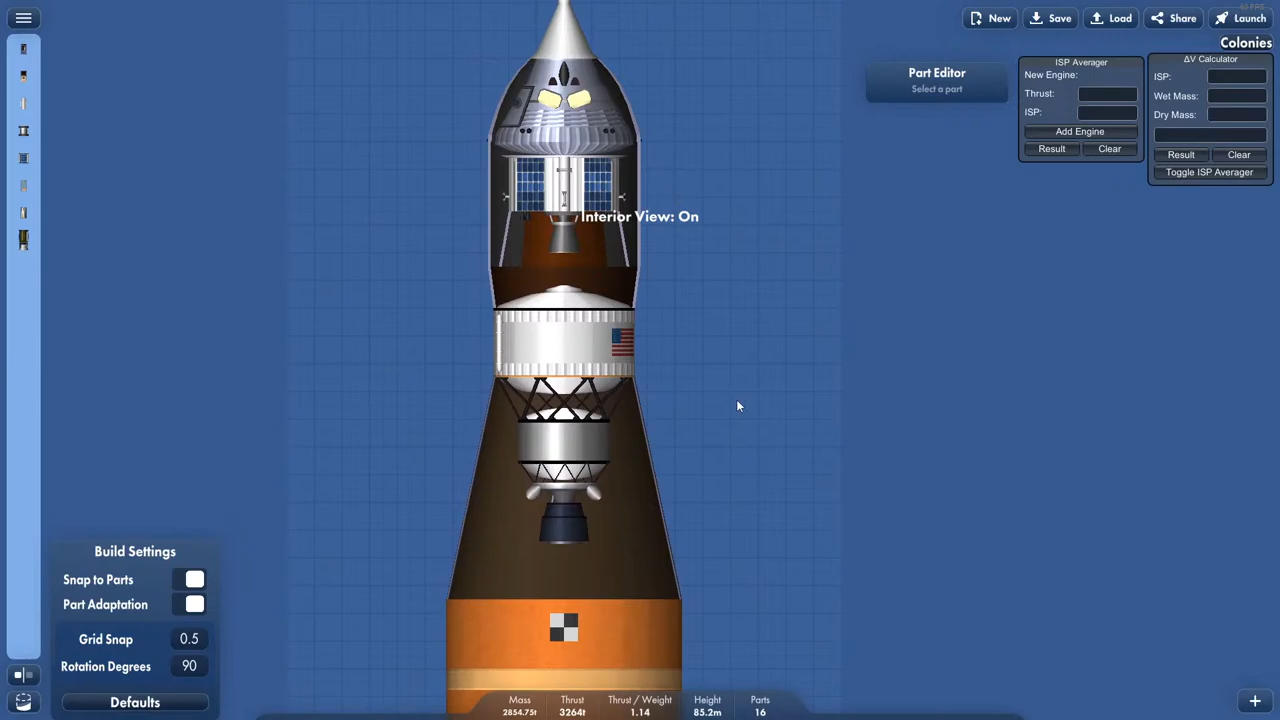 60 FPS
New
Save
Load
Share
Launch
Colonies
Part Editor
Select a part
ISP Averager
New Engine:
Thrust:
ISP:
Add Engine
Result
Clear
ΔV Calculator
ISP:
Wet Mass:
Dry Mass:
Result
Clear
Toggle ISP Averager
Interior View: On
Build Settings
Snap to Parts
Part Adaptation
Grid Snap 0.5
Rotation Degrees 90
Defaults
Mass Thrust Thrust / Weight Height Parts
2854.75t 3264t 1.14 85.2m 16